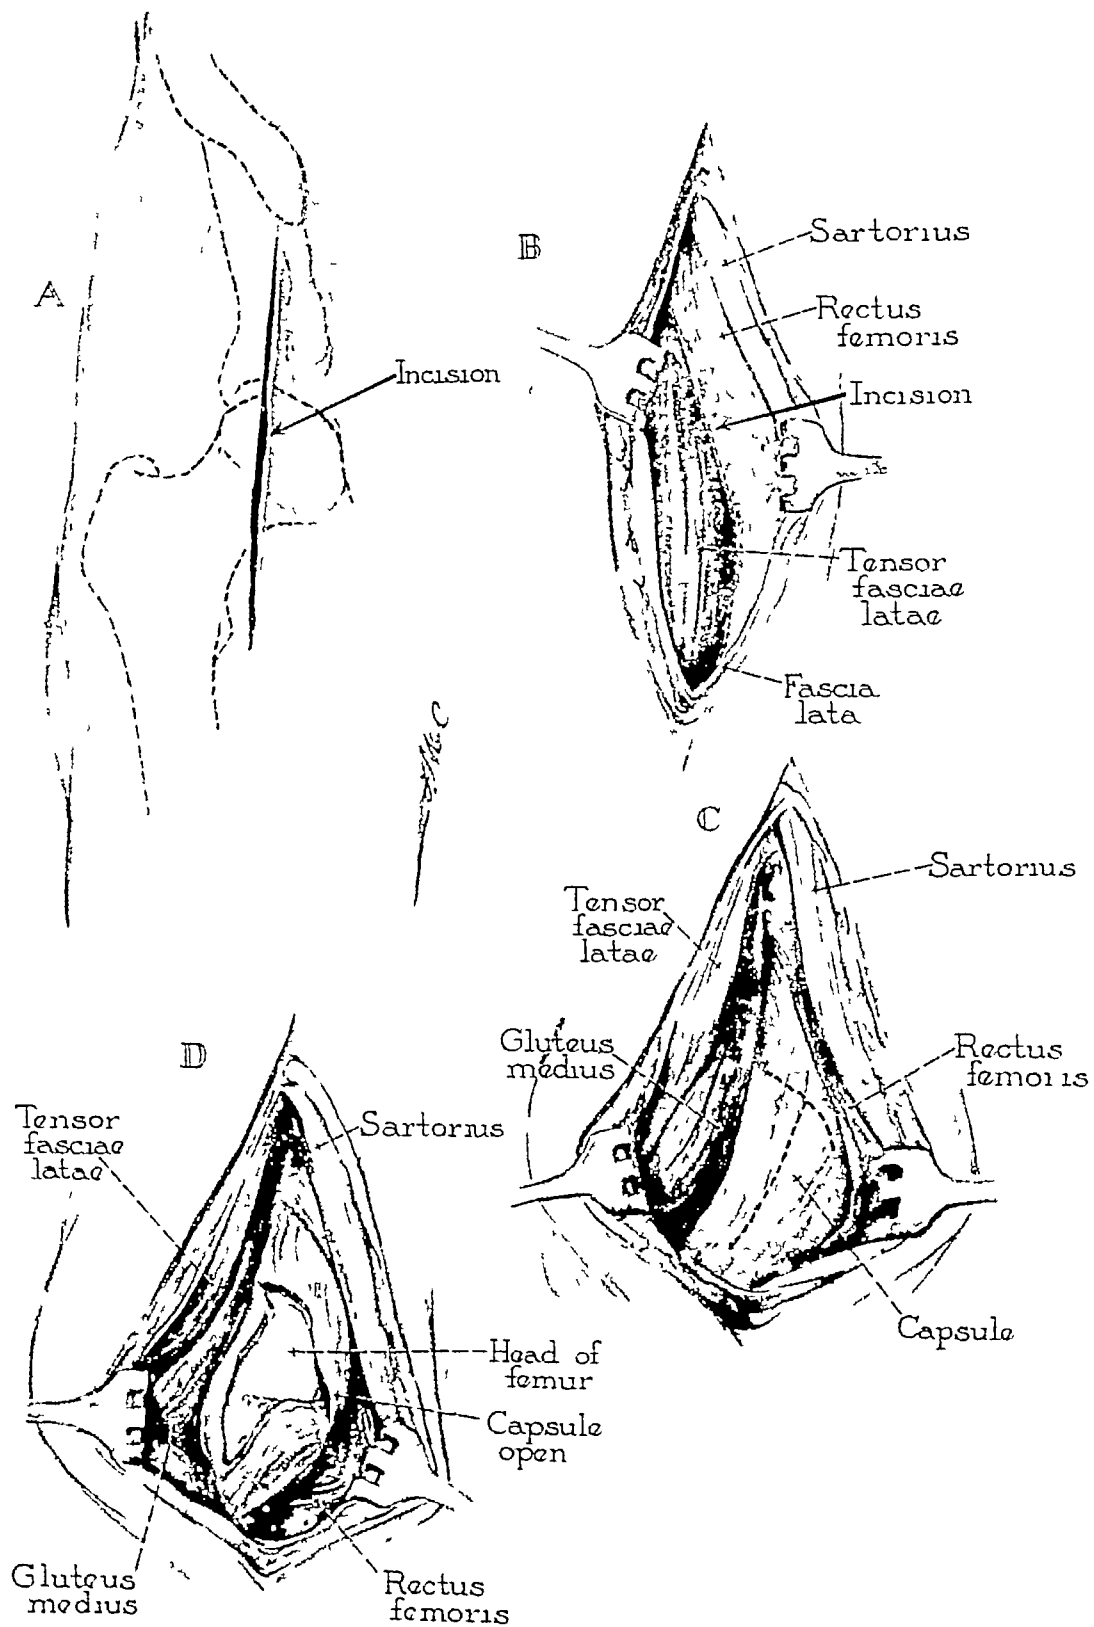 A
Incision
B
Sartorius
Rectus
femoris
Incision
Tensor
fasciae
latae
Fascia
lata
C
Sartorius
Tensor
fasciae
latae
Gluteus
medius
Rectus
femoris
Capsule
D
Tensor
fasciae
latae
Sartorius
Head of
femur
Capsule
open
Gluteus
medius
Rectus
femoris